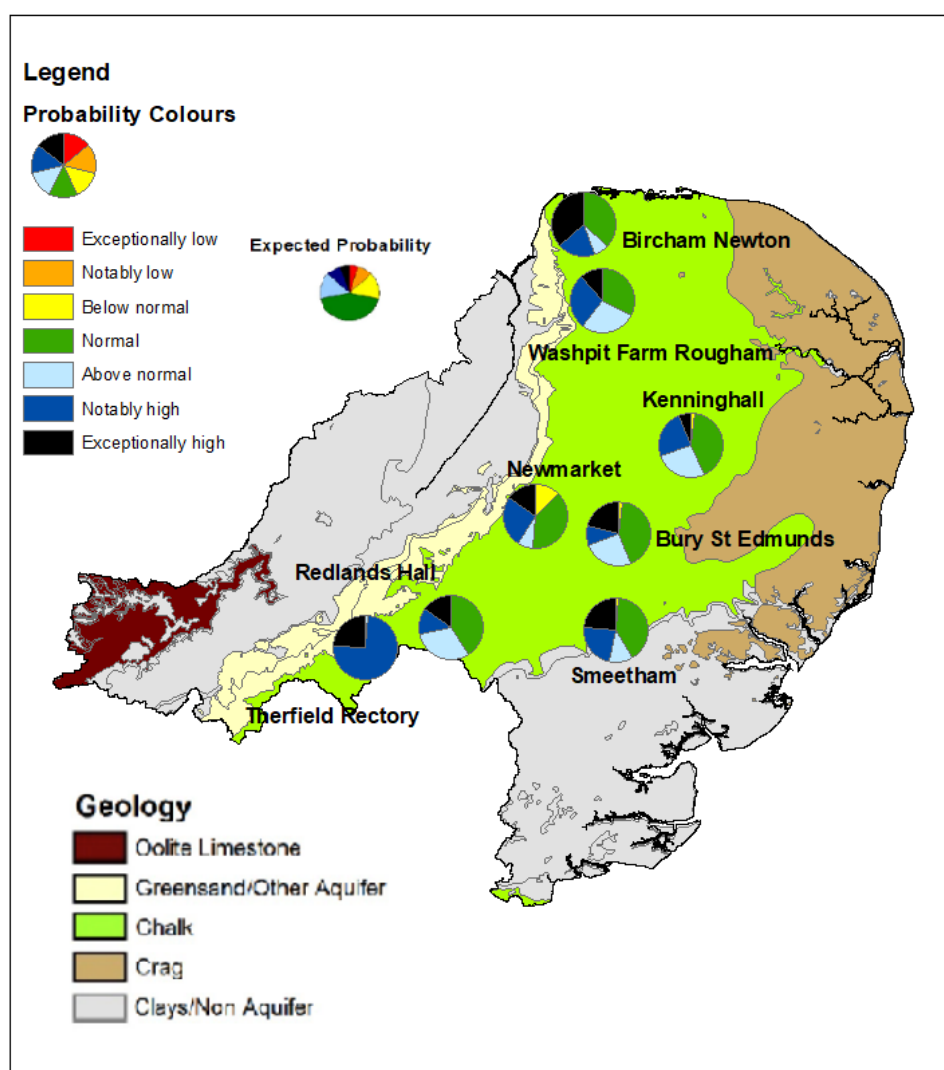 Legend
Probability Colours
Exceptionally low
Notably low
Below normal
Normal
Above normal
Notably high
Exceptionally high
Expected Probability
Bircham Newton
Washpit Farm Rougham
Kenninghall
Newmarket
Bury St Edmunds
Redlands Hall
Smeetham
Therfield Rectory
Geology
Oolite Limestone
Greensand/Other Aquifer
Chalk
Crag
Clays/Non Aquifer